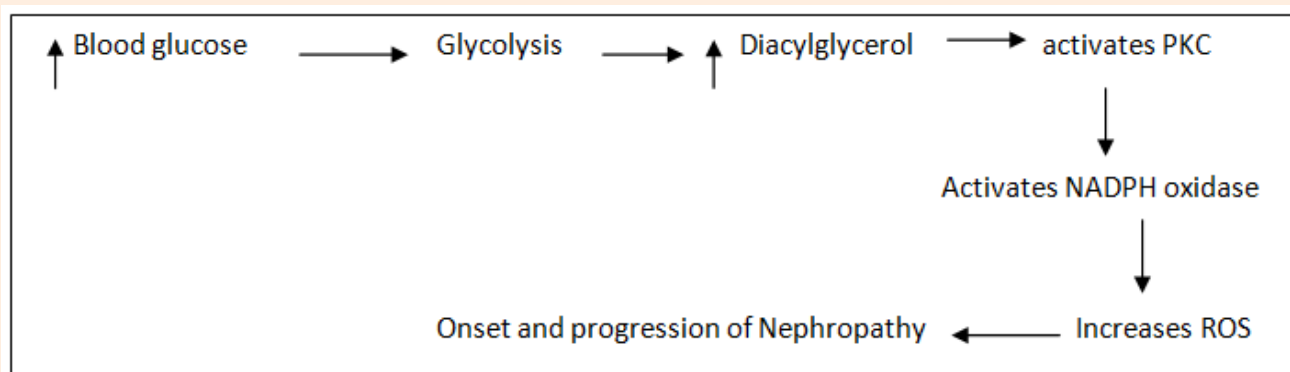 Blood glucose Glycolysis Diacylglycerol activates PKC
Activates NADPH oxidase
Onset and progression of Nephropathy Increases ROS